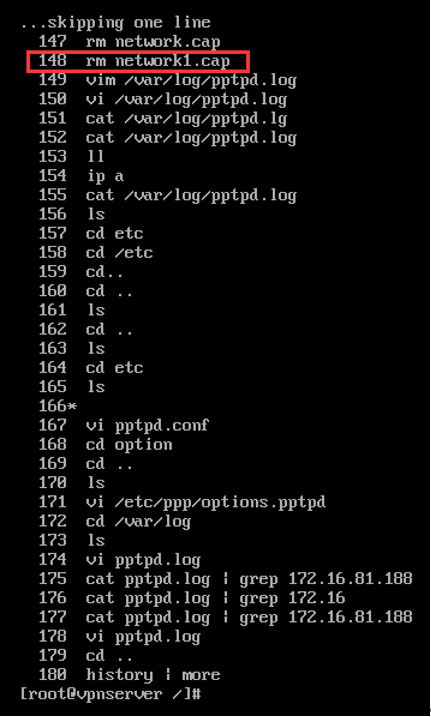 ...skipping one line
147 rm network.cap
148 rm network1.cap
149 vim /var/log/pptpd.log
150 vi /var/log/pptpd.log
151 cat /var/log/pptpd.lg
152 cat /var/log/pptpd.log
153 ll
154 ip a
155 cat /var/log/pptpd.log
156 ls
157 cd etc
158 cd /etc
159 cd..
160 cd ..
161 ls
162 cd ..
163 ls
164 cd etc
165 ls
166*
167 vi pptpd.conf
168 cd option
169 cd ..
170 ls
171 vi /etc/ppp/options.pptpd
172 cd /var/log
173 ls
174 vi pptpd.log
175 cat pptpd.log | grep 172.16.81.188
176 cat pptpd.log | grep 172.16
177 cat pptpd.log | grep 172.16.81.188
178 vi pptpd.log
179 cd ..
180 history | more
[root@vpnserver /]#